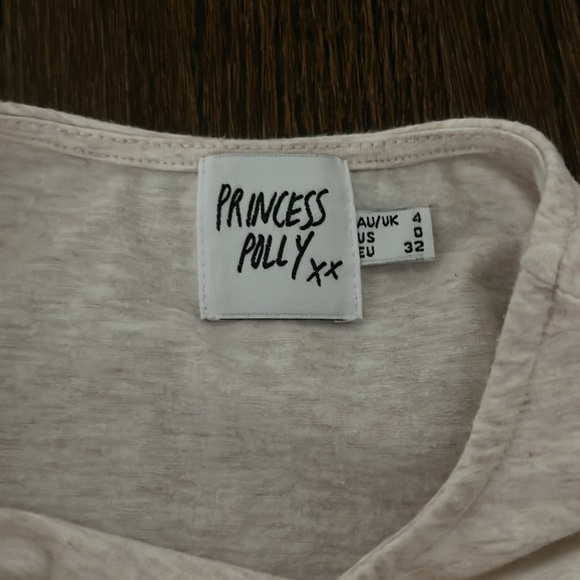 PRINCESS
POLLY xx
AU/UK 4
US 0
EU 32